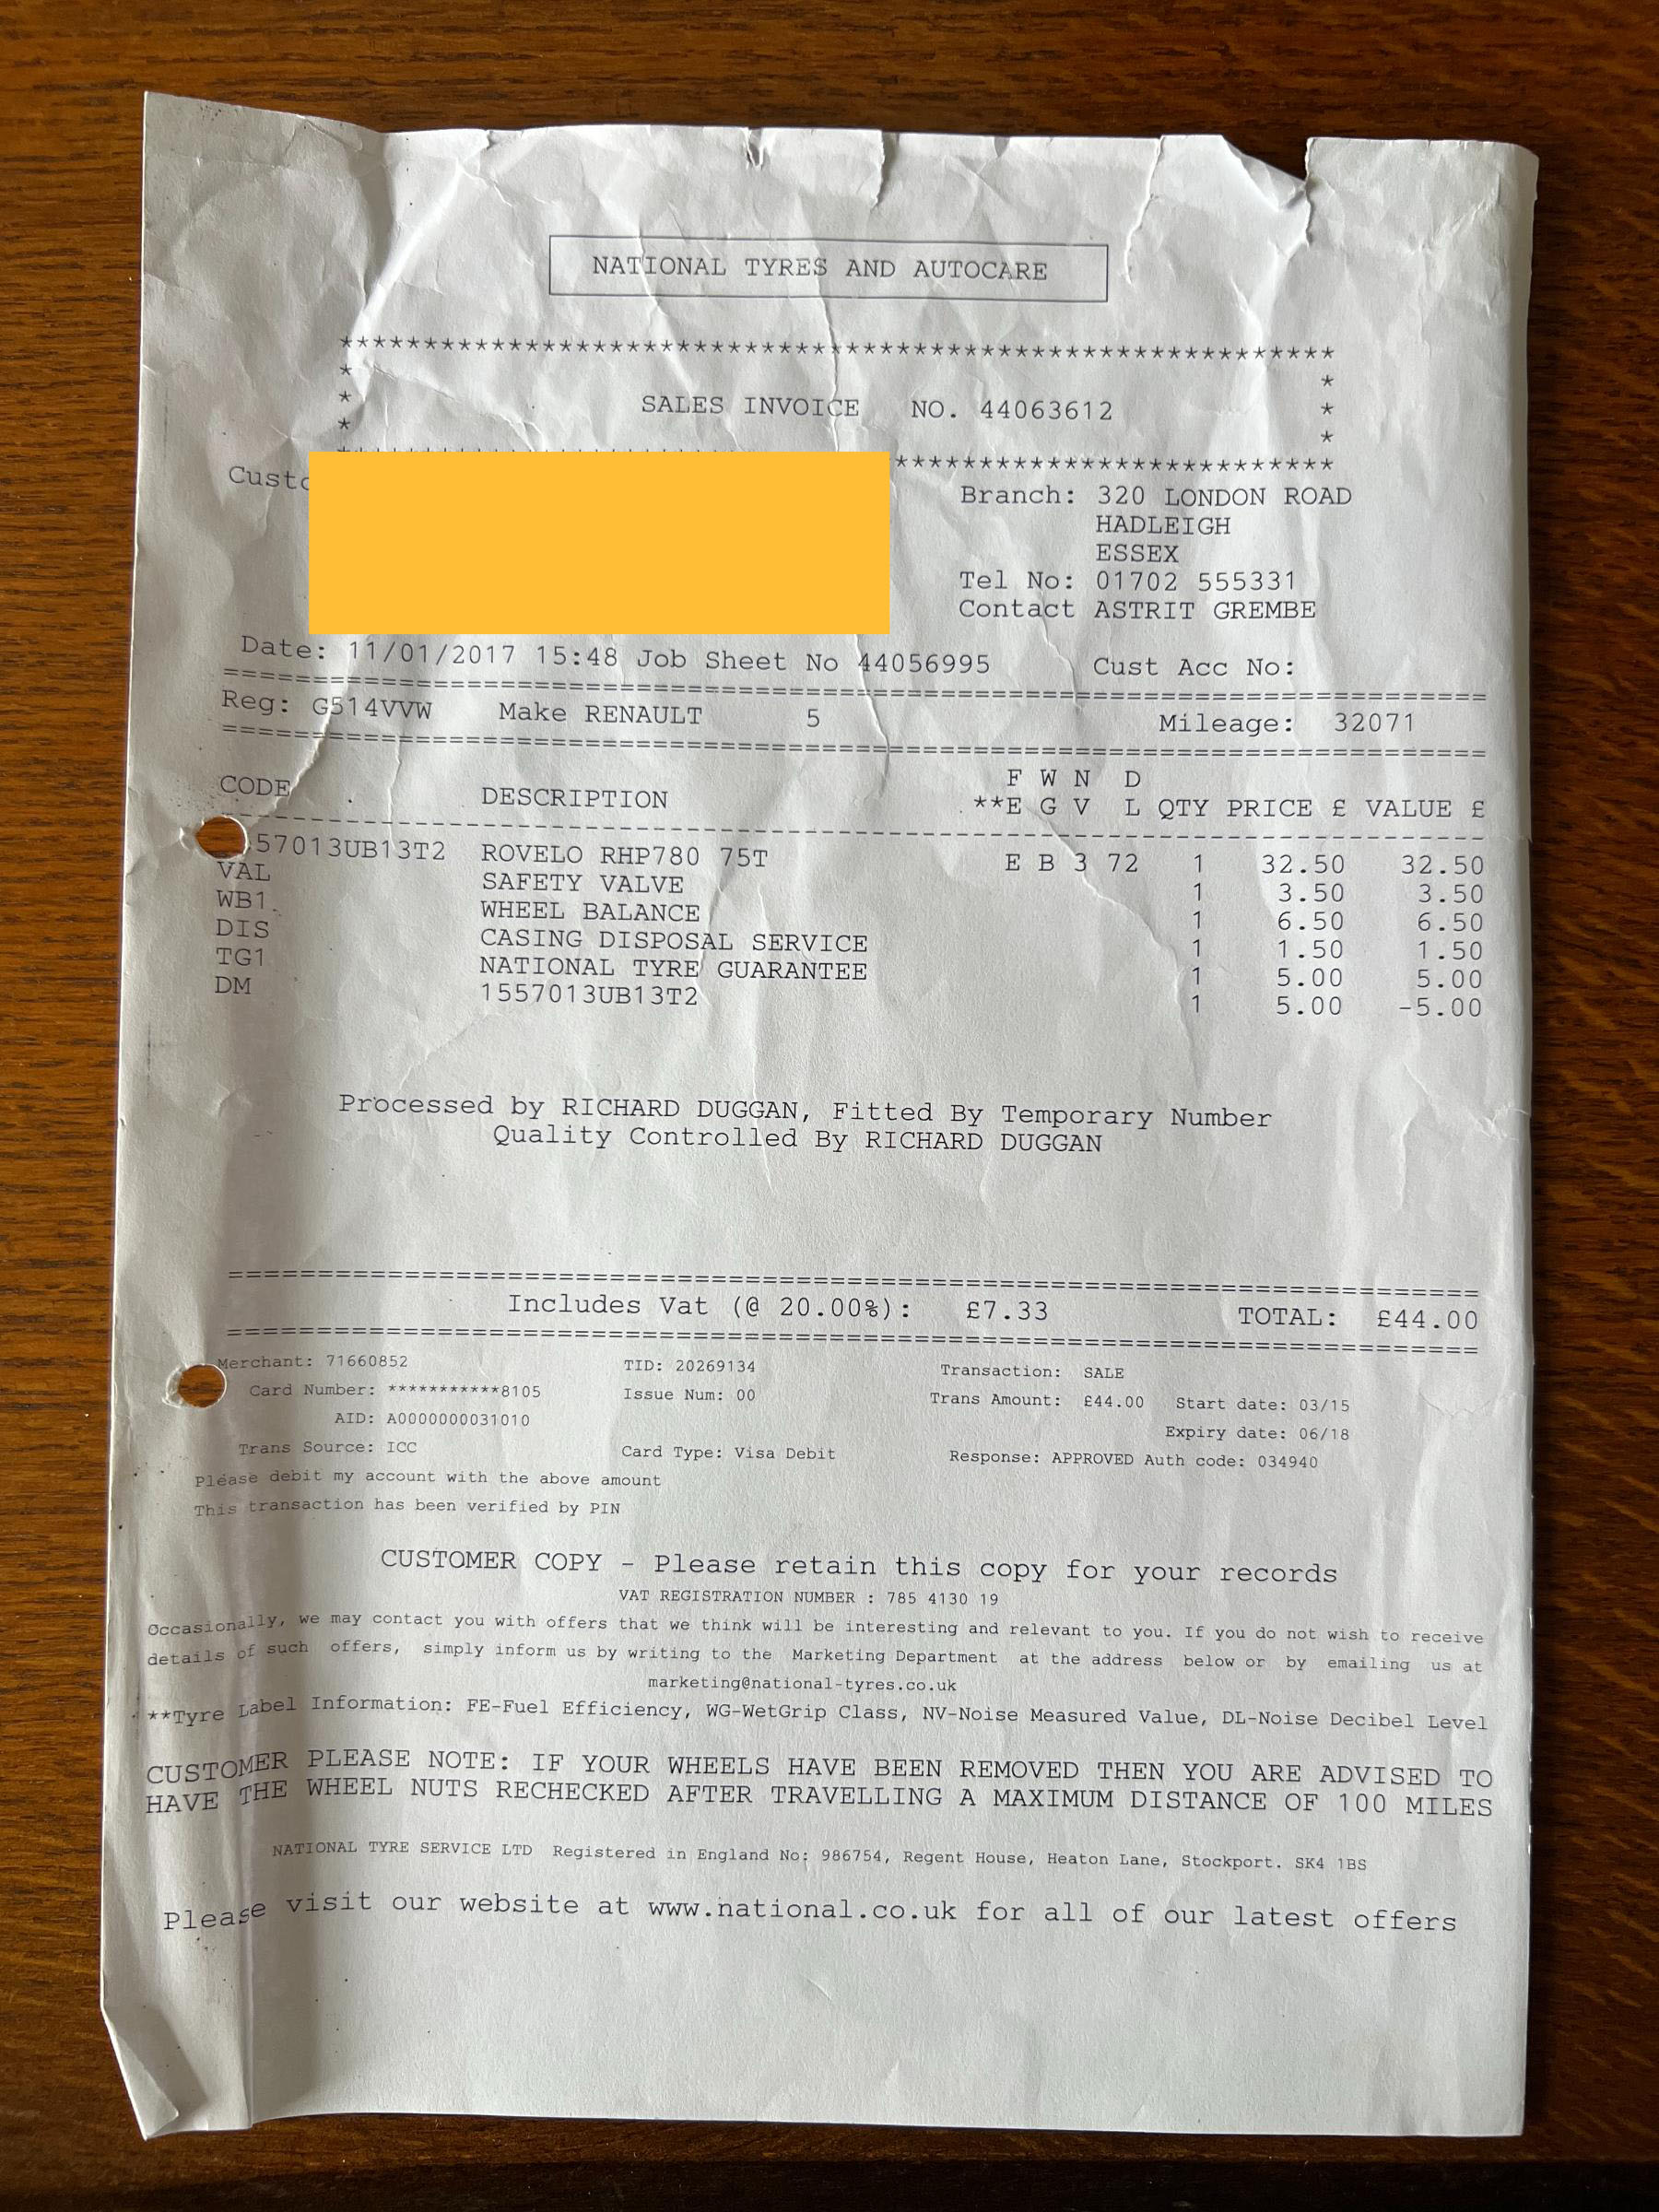 NATIONAL TYRES AND AUTOCARE
**********************************************************
* *
* SALES INVOICE NO. 44063612 *
* *
**************************
Custo
Branch: 320 LONDON ROAD
HADLEIGH
ESSEX
Tel No: 01702 555331
Contact ASTRIT GREMBE
Date: 11/01/2017 15:48 Job Sheet No 44056995 Cust Acc No:
Reg: G514VVW Make RENAULT 5 Mileage: 32071
F W N D
CODE DESCRIPTION **E G V L QTY PRICE £ VALUE £
57013UB13T2 ROVELO RHP780 75T E B 3 72 1 32.50 32.50
VAL SAFETY VALVE 1 3.50 3.50
WB1 WHEEL BALANCE 1 6.50 6.50
DIS CASING DISPOSAL SERVICE 1 1.50 1.50
TG1 NATIONAL TYRE GUARANTEE 1 5.00 5.00
DM 1557013UB13T2 1 5.00 -5.00
Processed by RICHARD DUGGAN, Fitted By Temporary Number
Quality Controlled By RICHARD DUGGAN
Includes Vat (@ 20.00%): £7.33 TOTAL: £44.00
Merchant: 71660852 TID: 20269134 Transaction: SALE
Card Number: ***********8105 Issue Num: 00 Trans Amount: £44.00 Start date: 03/15
AID: A0000000031010 Expiry date: 06/18
Trans Source: ICC Card Type: Visa Debit Response: APPROVED Auth code: 034940
Please debit my account with the above amount
This transaction has been verified by PIN
CUSTOMER COPY - Please retain this copy for your records
VAT REGISTRATION NUMBER : 785 4130 19
Occasionally, we may contact you with offers that we think will be interesting and relevant to you. If you do not wish to receive
details of such offers, simply inform us by writing to the Marketing Department at the address below or by emailing us at
marketing@national-tyres.co.uk
**Tyre Label Information: FE-Fuel Efficiency, WG-WetGrip Class, NV-Noise Measured Value, DL-Noise Decibel Level
CUSTOMER PLEASE NOTE: IF YOUR WHEELS HAVE BEEN REMOVED THEN YOU ARE ADVISED TO
HAVE THE WHEEL NUTS RECHECKED AFTER TRAVELLING A MAXIMUM DISTANCE OF 100 MILES
NATIONAL TYRE SERVICE LTD Registered in England No: 986754, Regent House, Heaton Lane, Stockport. SK4 1BS
Please visit our website at www.national.co.uk for all of our latest offers